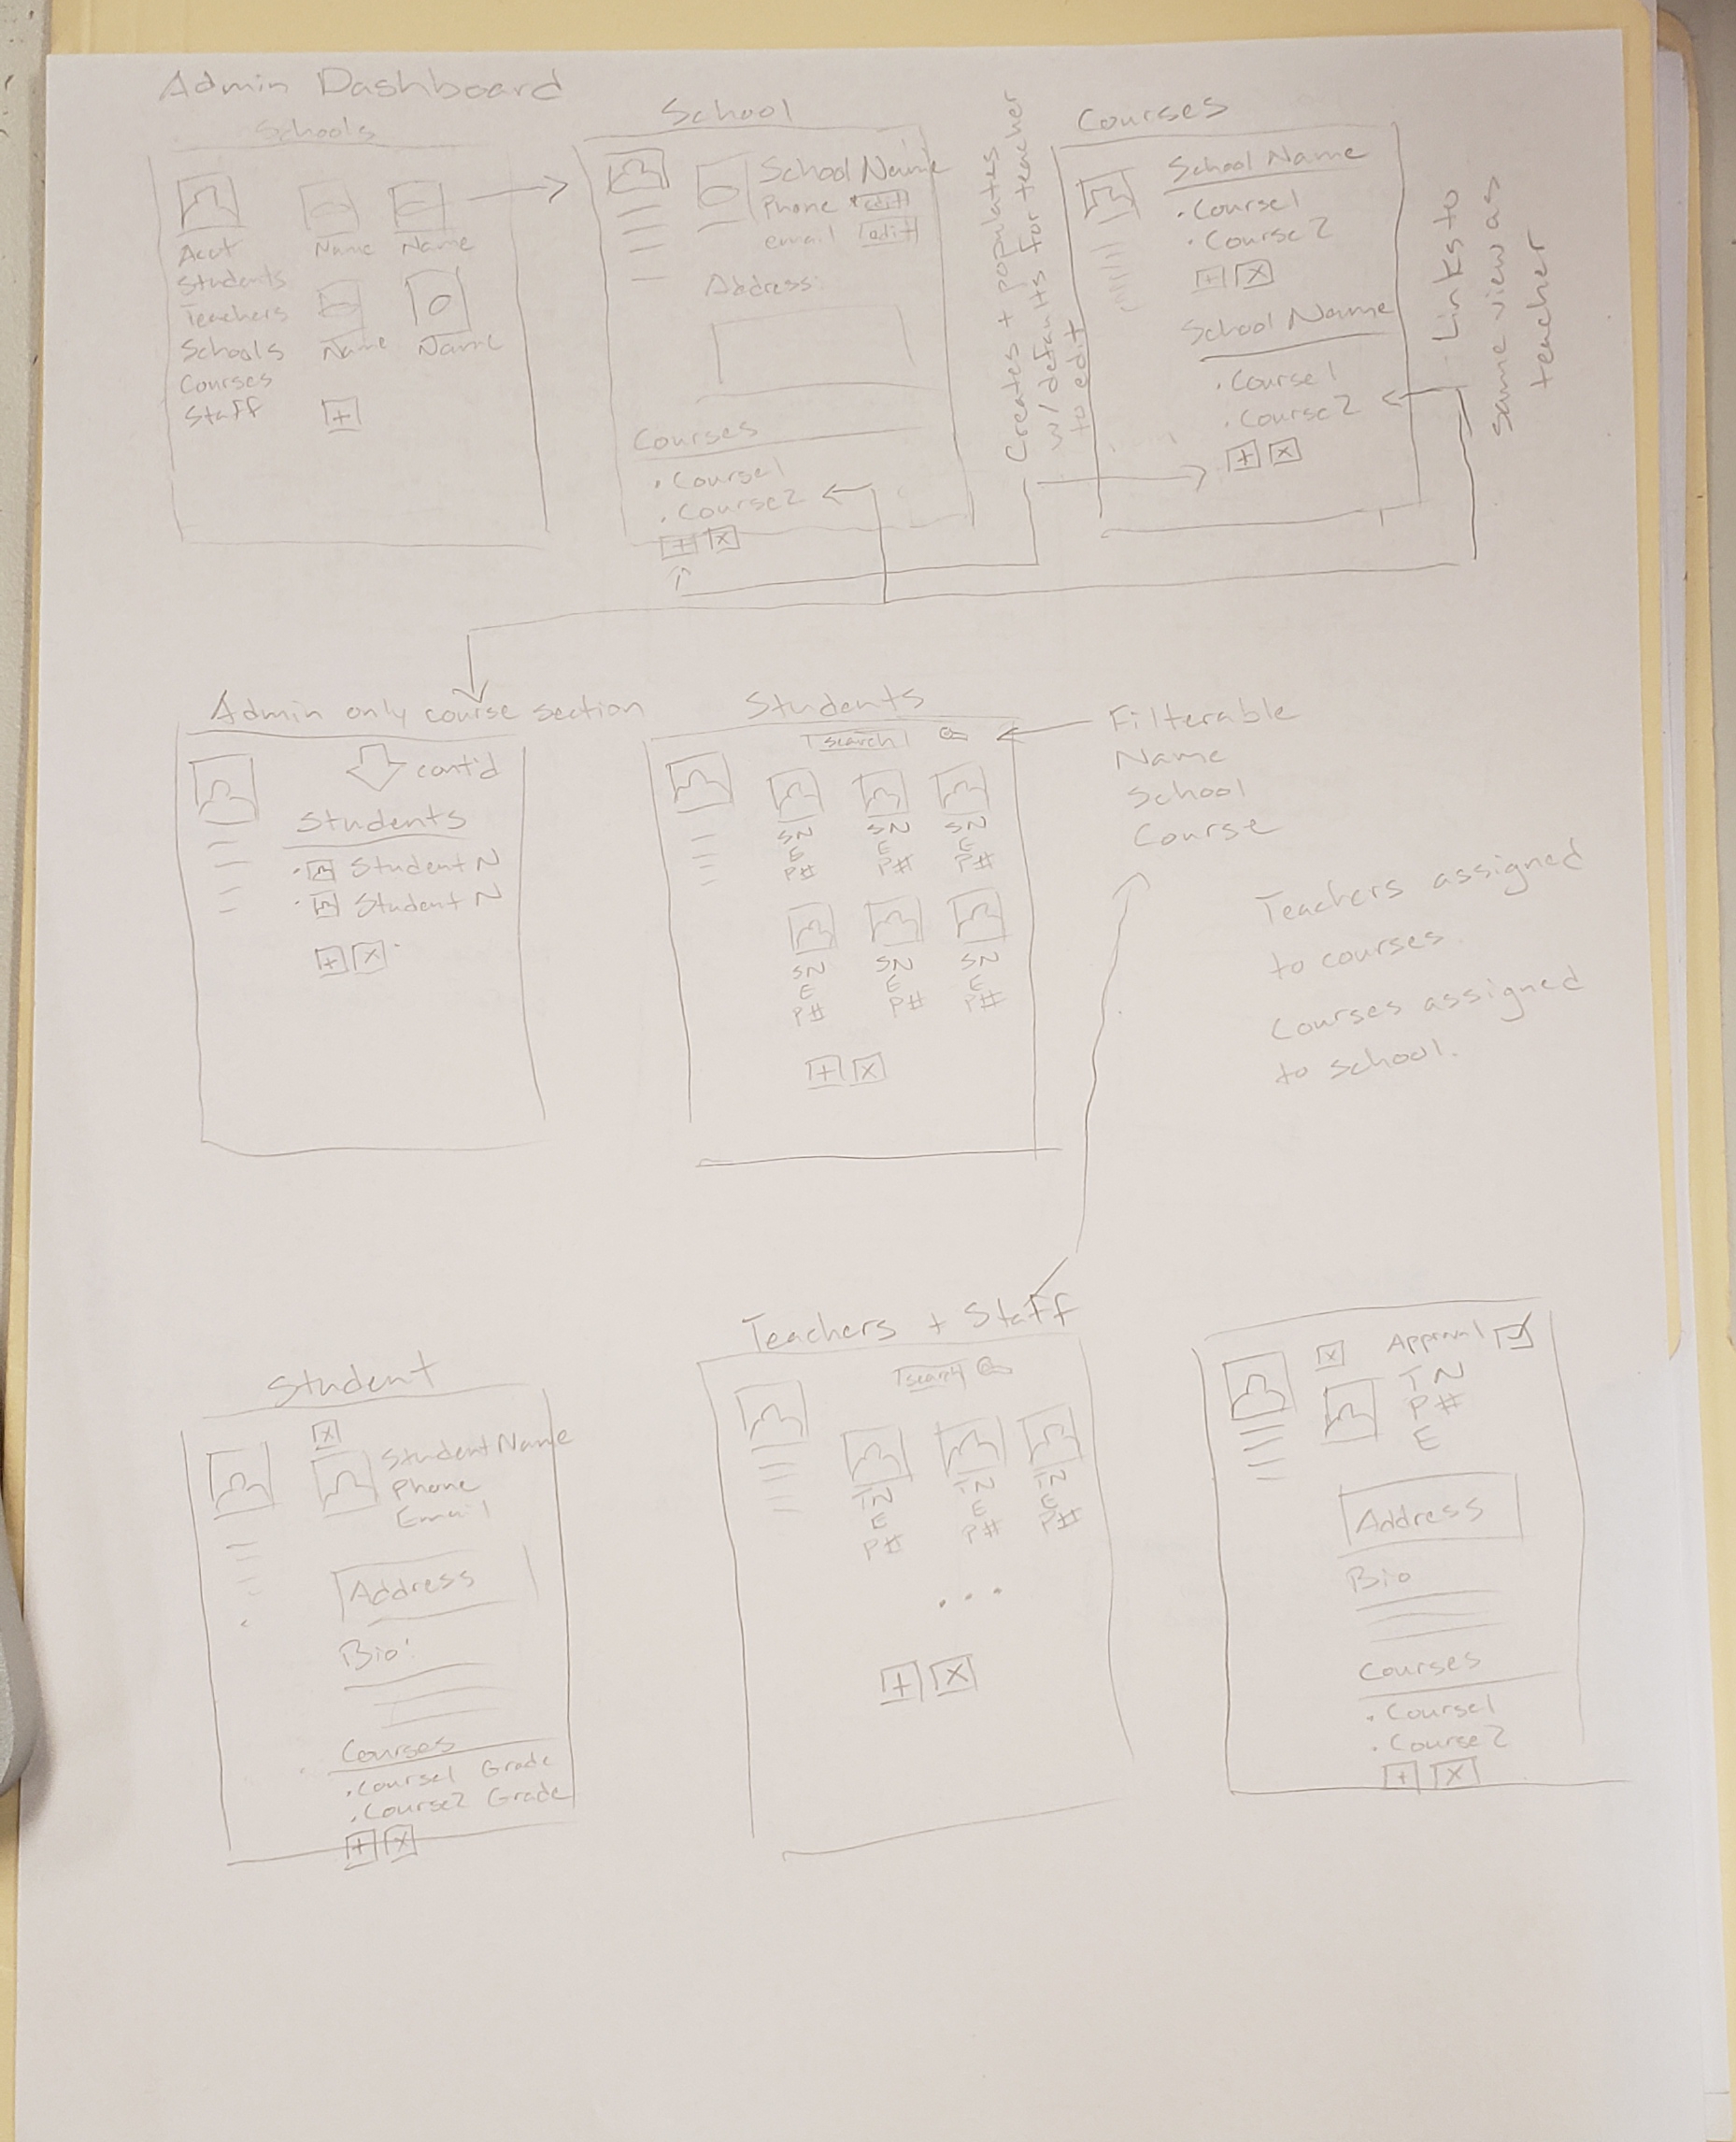 Admin Dashboard
Schools
Acct
Students
Teachers
Schools
Courses
Staff
Name
Name
Name
Name
+
School
School Name
Phone edit
email edit
Address:
Courses
• Course1
• Course2
+ x
Creates + populates
w/ defaults for teacher
to edit
Courses
School Name
• Course1
• Course2
+ x
School Name
• Course1
• Course2
+ x
Links to
same view as
teacher
Admin only course section
cont'd
Students
• Student N
• Student N
+ x
Students
search
SN SN SN
E E E
P# P# P#
SN SN SN
E E E
P# P# P#
+ x
Filterable
Name
School
Course
Teachers assigned
to courses.
Courses assigned
to school.
Student
x
Student Name
Phone
Email
Address
Bio:
Courses
• Course1 Grade
• Course2 Grade
+ x
Teachers + Staff
search
TN TN TN
E E E
P# P# P#
...
+ x
x Approval
TN
P#
E
Address
Bio
Courses
• Course1
• Course2
+ x